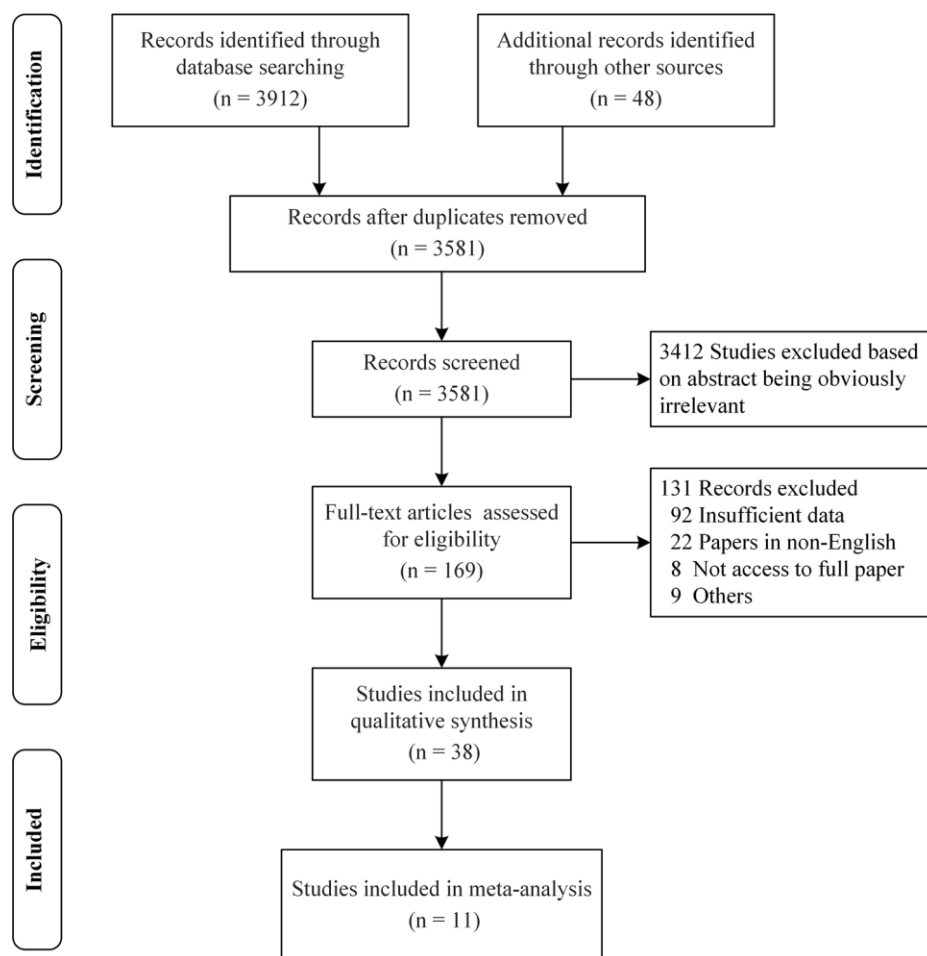 Identification
Records identified through
database searching
(n = 3912)
Additional records identified
through other sources
(n = 48)
Records after duplicates removed
(n = 3581)
Screening
Records screened
(n = 3581)
3412 Studies excluded based
on abstract being obviously
irrelevant
Eligibility
Full-text articles assessed
for eligibility
(n = 169)
131 Records excluded
92 Insufficient data
22 Papers in non-English
8 Not access to full paper
9 Others
Studies included in
qualitative synthesis
(n = 38)
Included
Studies included in meta-analysis
(n = 11)